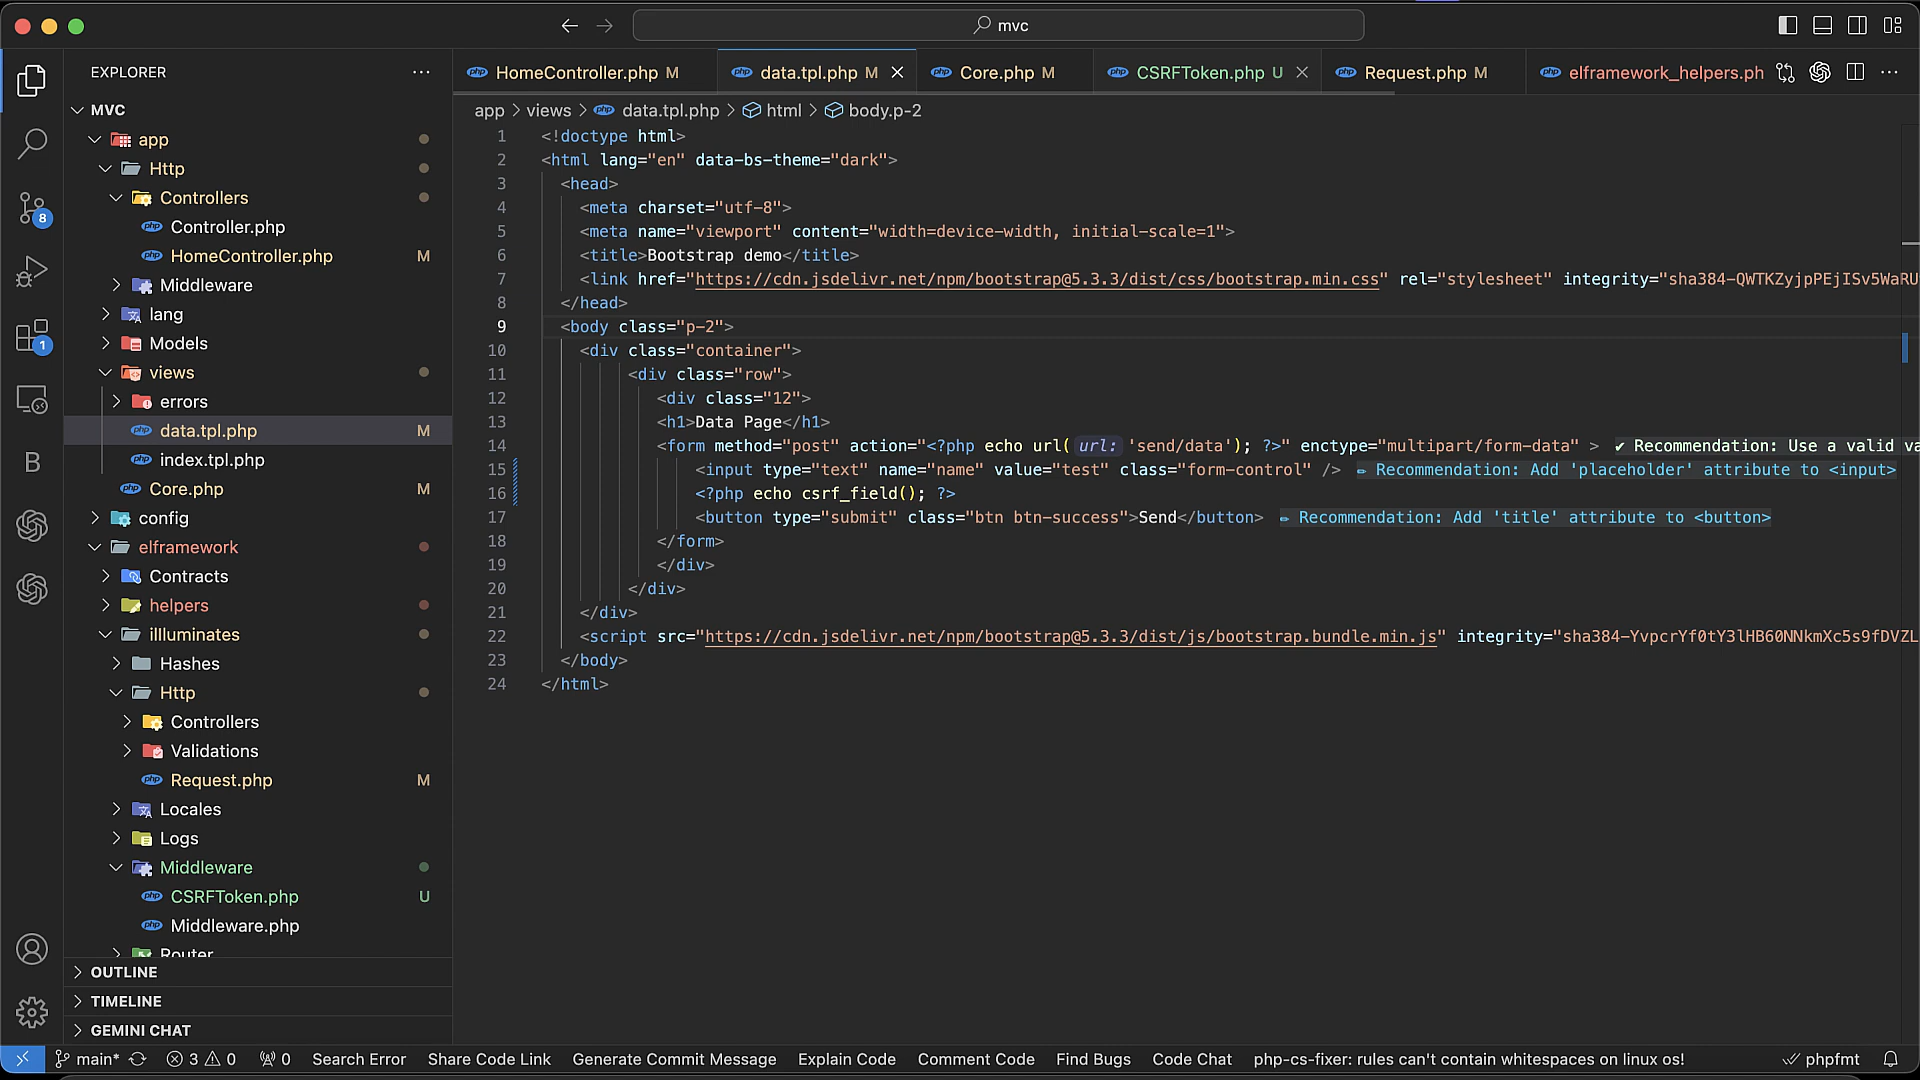 mvc
EXPLORER
MVC
app
Http
Controllers
Controller.php
HomeController.php M
Middleware
lang
Models
views
errors
data.tpl.php M
index.tpl.php
Core.php M
config
elframework
Contracts
helpers
illluminates
Hashes
Http
Controllers
Validations
Request.php M
Locales
Logs
Middleware
CSRFToken.php U
Middleware.php
Router
OUTLINE
TIMELINE
GEMINI CHAT
8
1
B
HomeController.php M
data.tpl.php M
Core.php M
CSRFToken.php U
Request.php M
elframework_helpers.ph
app > views > data.tpl.php > html > body.p-2
1 <!doctype html>
2 <html lang="en" data-bs-theme="dark">
3 <head>
4 <meta charset="utf-8">
5 <meta name="viewport" content="width=device-width, initial-scale=1">
6 <title>Bootstrap demo</title>
7 <link href="https://cdn.jsdelivr.net/npm/bootstrap@5.3.3/dist/css/bootstrap.min.css" rel="stylesheet" integrity="sha384-QWTKZyjpPEjISv5WaRU
8 </head>
9 <body class="p-2">
10 <div class="container">
11 <div class="row">
12 <div class="12">
13 <h1>Data Page</h1>
14 <form method="post" action="<?php echo url( url: 'send/data'); ?>" enctype="multipart/form-data" > ✔ Recommendation: Use a valid va
15 <input type="text" name="name" value="test" class="form-control" /> ✏ Recommendation: Add 'placeholder' attribute to <input>
16 <?php echo csrf_field(); ?>
17 <button type="submit" class="btn btn-success">Send</button> ✏ Recommendation: Add 'title' attribute to <button>
18 </form>
19 </div>
20 </div>
21 </div>
22 <script src="https://cdn.jsdelivr.net/npm/bootstrap@5.3.3/dist/js/bootstrap.bundle.min.js" integrity="sha384-YvpcrYf0tY3lHB60NNkmXc5s9fDVZL
23 </body>
24 </html>
main* 3 0 0 Search Error Share Code Link Generate Commit Message Explain Code Comment Code Find Bugs Code Chat php-cs-fixer: rules can't contain whitespaces on linux os! phpfmt